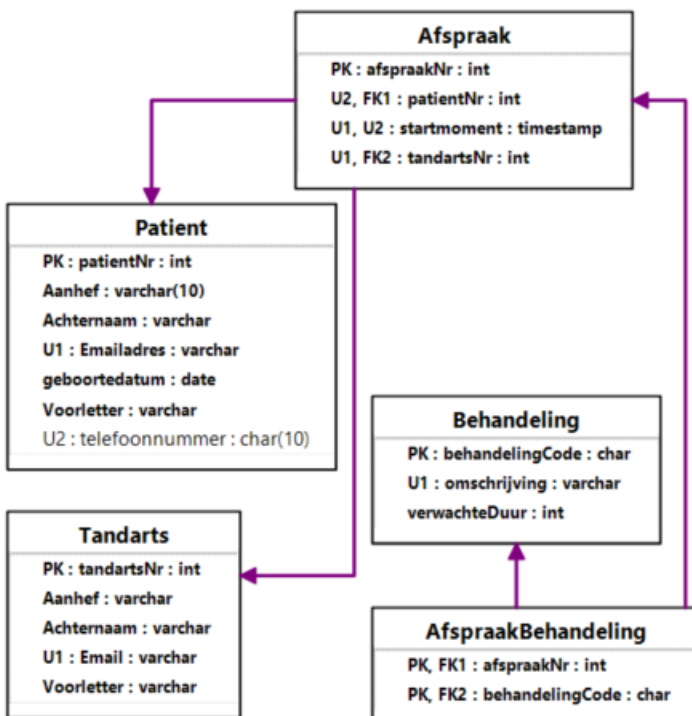 Afspraak
PK : afspraakNr : int
U2, FK1 : patientNr : int
U1, U2 : startmoment : timestamp
U1, FK2 : tandartsNr : int
Patient
PK : patientNr : int
Aanhef : varchar(10)
Achternaam : varchar
U1 : Emailadres : varchar
geboortedatum : date
Voorletter : varchar
U2 : telefoonnummer : char(10)
Behandeling
PK : behandelingCode : char
U1 : omschrijving : varchar
verwachteDuur : int
Tandarts
PK : tandartsNr : int
Aanhef : varchar
Achternaam : varchar
U1 : Email : varchar
Voorletter : varchar
AfspraakBehandeling
PK, FK1 : afspraakNr : int
PK, FK2 : behandelingCode : char